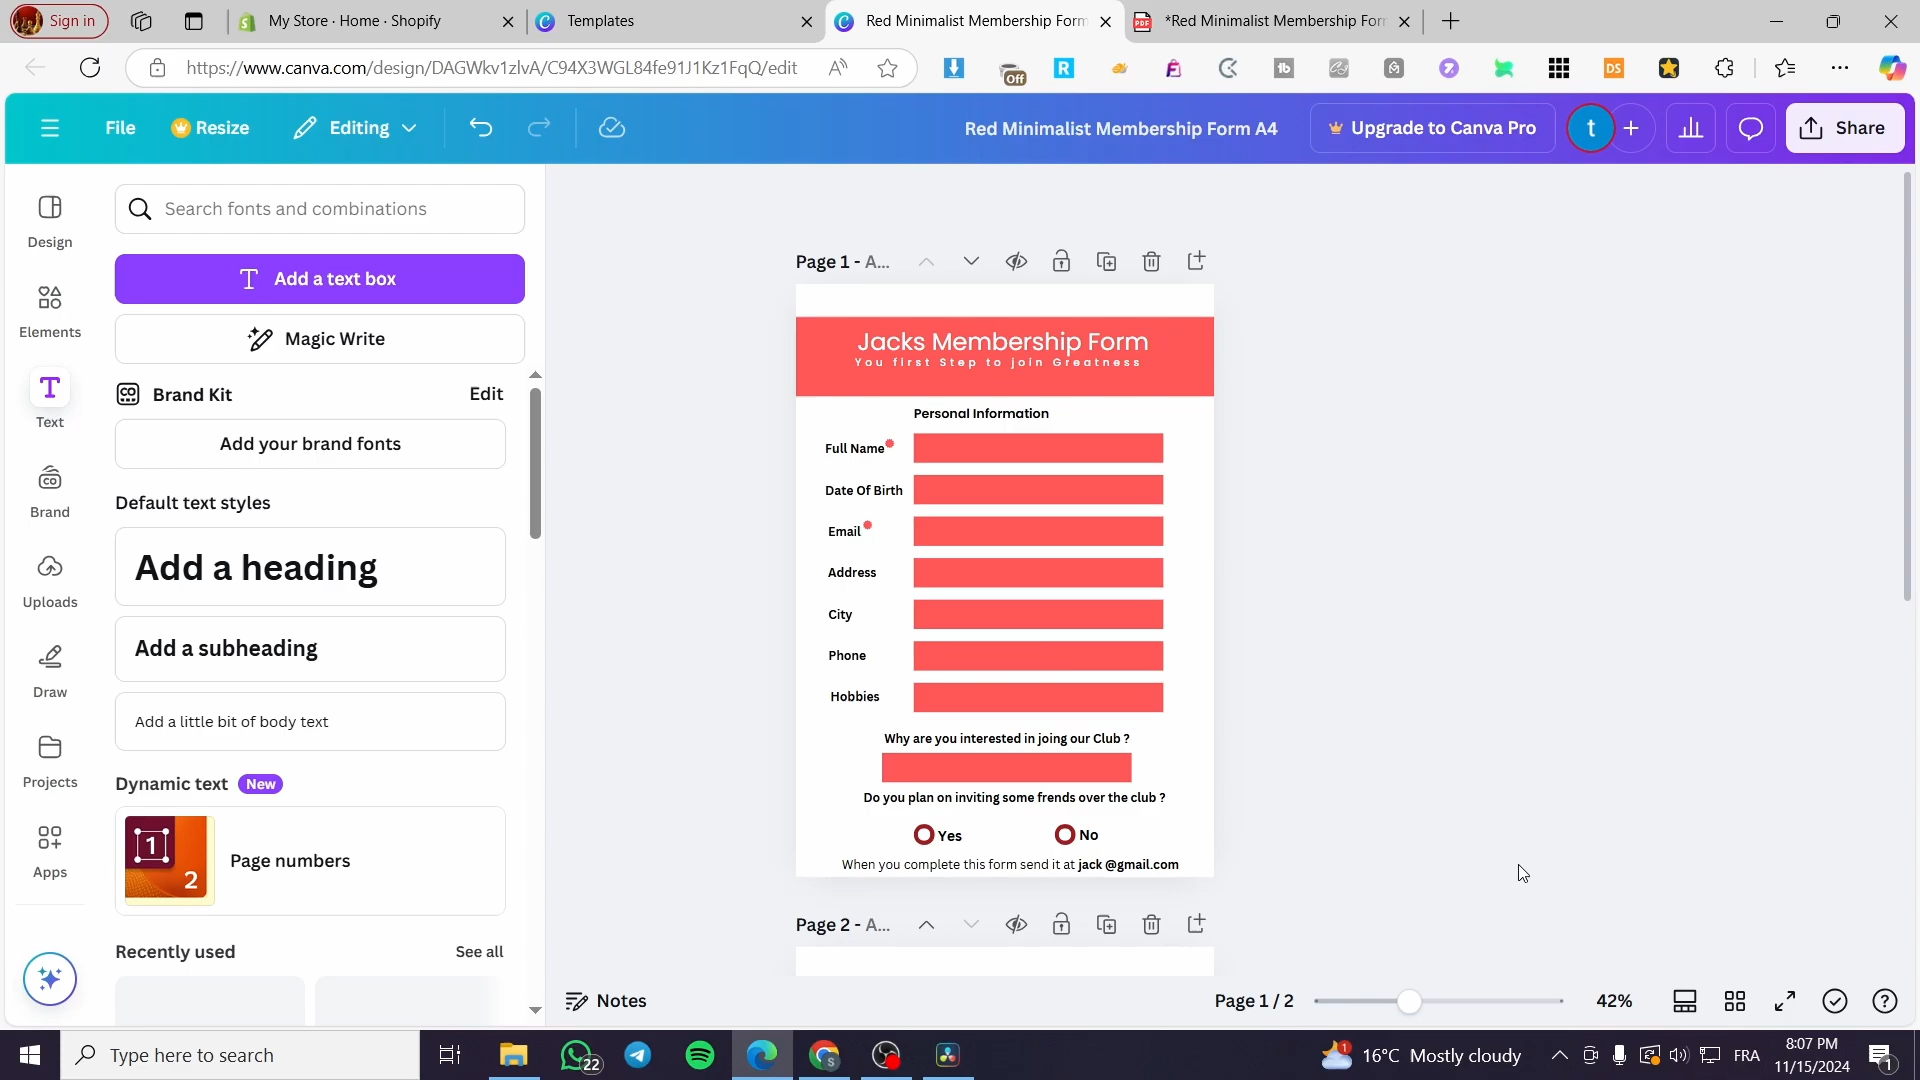 Sign in
My Store · Home · Shopify
Templates
Red Minimalist Membership Form
*Red Minimalist Membership For
https://www.canva.com/design/DAGWkv1zlvA/C94X3WGL84fe91J1Kz1FqQ/edit
Off
File
Resize
Editing
Red Minimalist Membership Form A4
Upgrade to Canva Pro
t
Share
Design
Elements
Text
Brand
Uploads
Draw
Projects
Apps
Search fonts and combinations
Add a text box
Magic Write
Brand Kit
Edit
Add your brand fonts
Default text styles
Add a heading
Add a subheading
Add a little bit of body text
Dynamic text New
1
2
Page numbers
Recently used
See all
Page 1 - A...
Jacks Membership Form
You first Step to join Greatness
Personal Information
Full Name
Date Of Birth
Email
Address
City
Phone
Hobbies
Why are you interested in joing our Club ?
Do you plan on inviting some frends over the club ?
Yes
No
When you complete this form send it at jack @gmail.com
Page 2 - A...
Notes
Page 1 / 2
42%
Type here to search
22
16°C Mostly cloudy
FRA
8:07 PM
11/15/2024
1